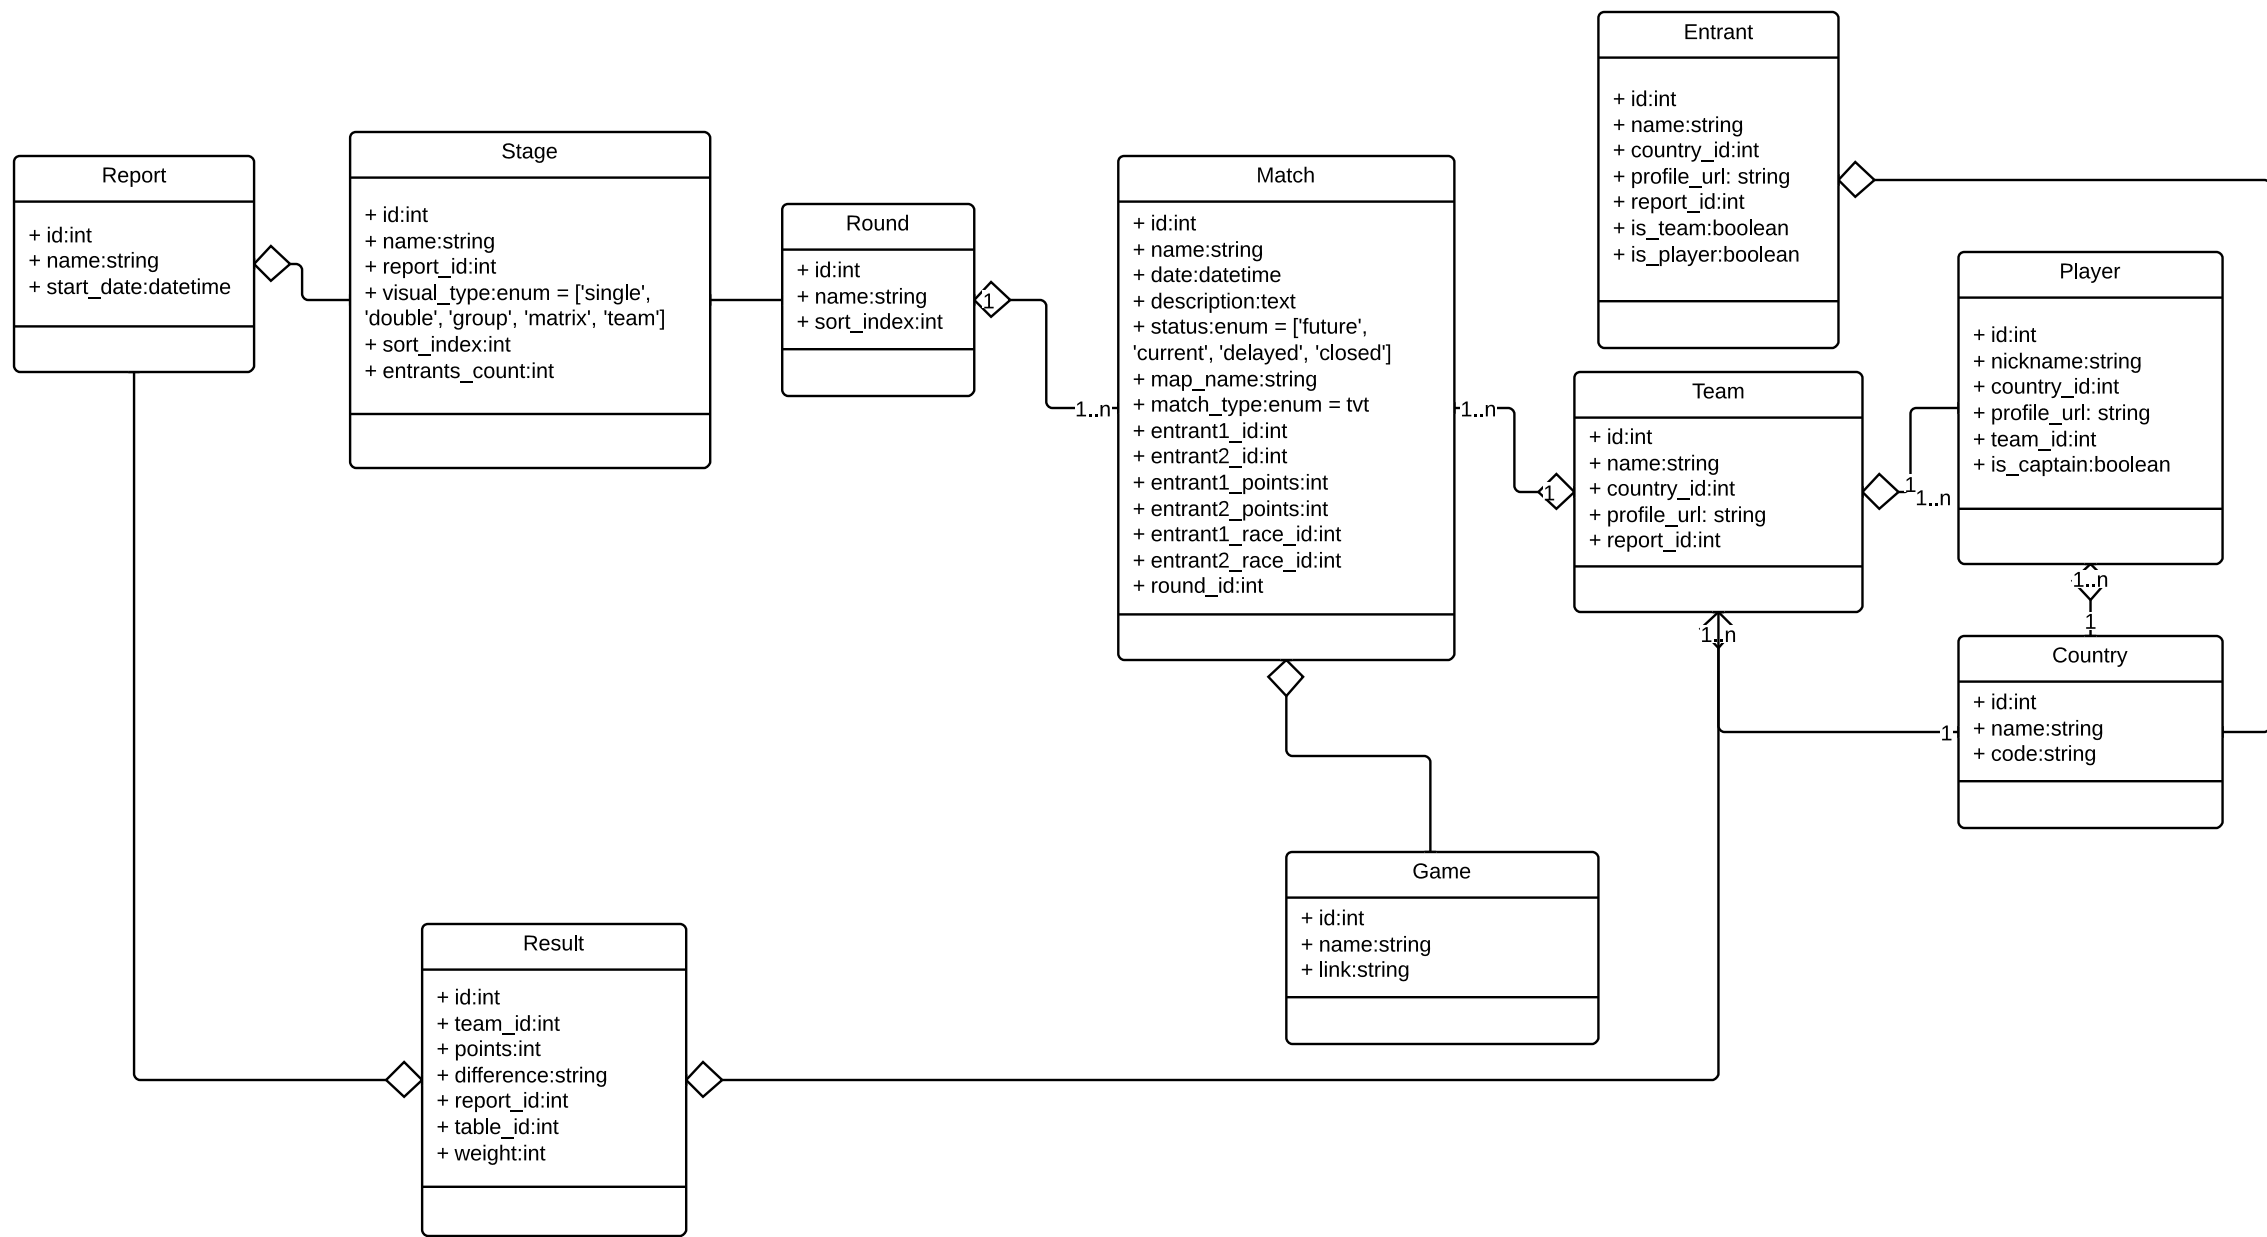 Report
+ id:int
+ name:string
+ start_date:datetime
Stage
+ id:int
+ name:string
+ report_id:int
+ visual_type:enum = ['single',
'double', 'group', 'matrix', 'team']
+ sort_index:int
+ entrants_count:int
Round
+ id:int
+ name:string
+ sort_index:int
1
1..n
Match
+ id:int
+ name:string
+ date:datetime
+ description:text
+ status:enum = ['future',
'current', 'delayed', 'closed']
+ map_name:string
+ match_type:enum = tvt
+ entrant1_id:int
+ entrant2_id:int
+ entrant1_points:int
+ entrant2_points:int
+ entrant1_race_id:int
+ entrant2_race_id:int
+ round_id:int
1..n
1
Entrant
+ id:int
+ name:string
+ country_id:int
+ profile_url: string
+ report_id:int
+ is_team:boolean
+ is_player:boolean
Team
+ id:int
+ name:string
+ country_id:int
+ profile_url: string
+ report_id:int
1
1..n
1..n
Player
+ id:int
+ nickname:string
+ country_id:int
+ profile_url: string
+ team_id:int
+ is_captain:boolean
1..n
1
Country
+ id:int
+ name:string
+ code:string
1
Game
+ id:int
+ name:string
+ link:string
Result
+ id:int
+ team_id:int
+ points:int
+ difference:string
+ report_id:int
+ table_id:int
+ weight:int